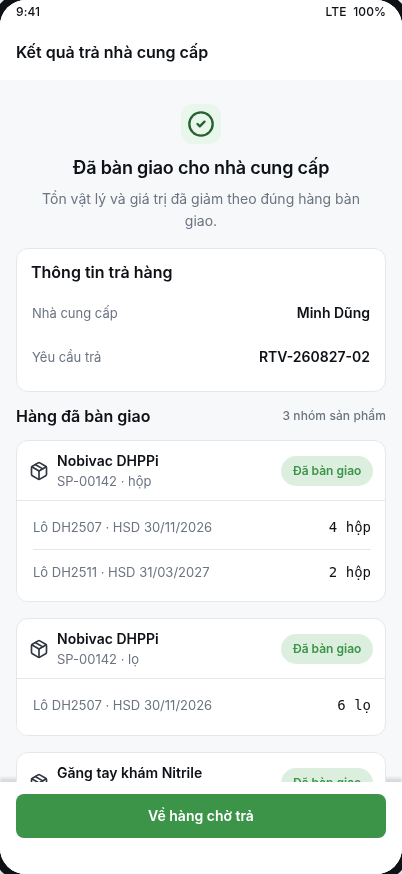 9:41
LTE 100%
Kết quả trả nhà cung cấp
Đã bàn giao cho nhà cung cấp
Tồn vật lý và giá trị đã giảm theo đúng hàng bàn
giao.
Thông tin trả hàng
Nhà cung cấp
Minh Dũng
Yêu cầu trả
RTV-260827-02
Hàng đã bàn giao
3 nhóm sản phẩm
Nobivac DHPPi
SP-00142 · hộp
Đã bàn giao
Lô DH2507 · HSD 30/11/2026
4 hộp
Lô DH2511 · HSD 31/03/2027
2 hộp
Nobivac DHPPi
SP-00142 · lọ
Đã bàn giao
Lô DH2507 · HSD 30/11/2026
6 lọ
Găng tay khám Nitrile
Đã bàn giao
Về hàng chờ trả